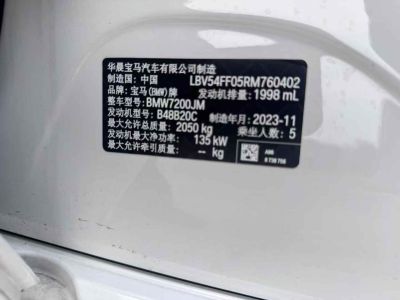 华晨宝马汽车有限公司制造
制造国：中国 LBV54FF05RM760402
品牌：宝马(BMW)牌 发动机排量：1998 mL
整车型号：BMW7200JM
发动机型号：B48B20C 制造年月：2023-11
最大允许总质量：2050 kg 乘坐人数：5
发动机最大净功率：135 kW
最大允许牵引质量：-- kg